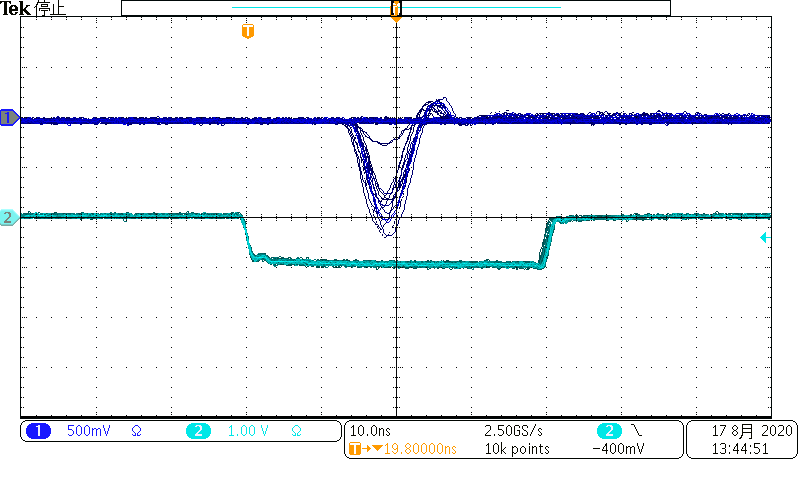 Tek 停止
T
1
2
1 500mV Ω 2 1.00 V Ω 10.0ns 2.50GS/s 2 17 8月 2020
T→▼19.80000ns 10k points −400mV 13:44:51